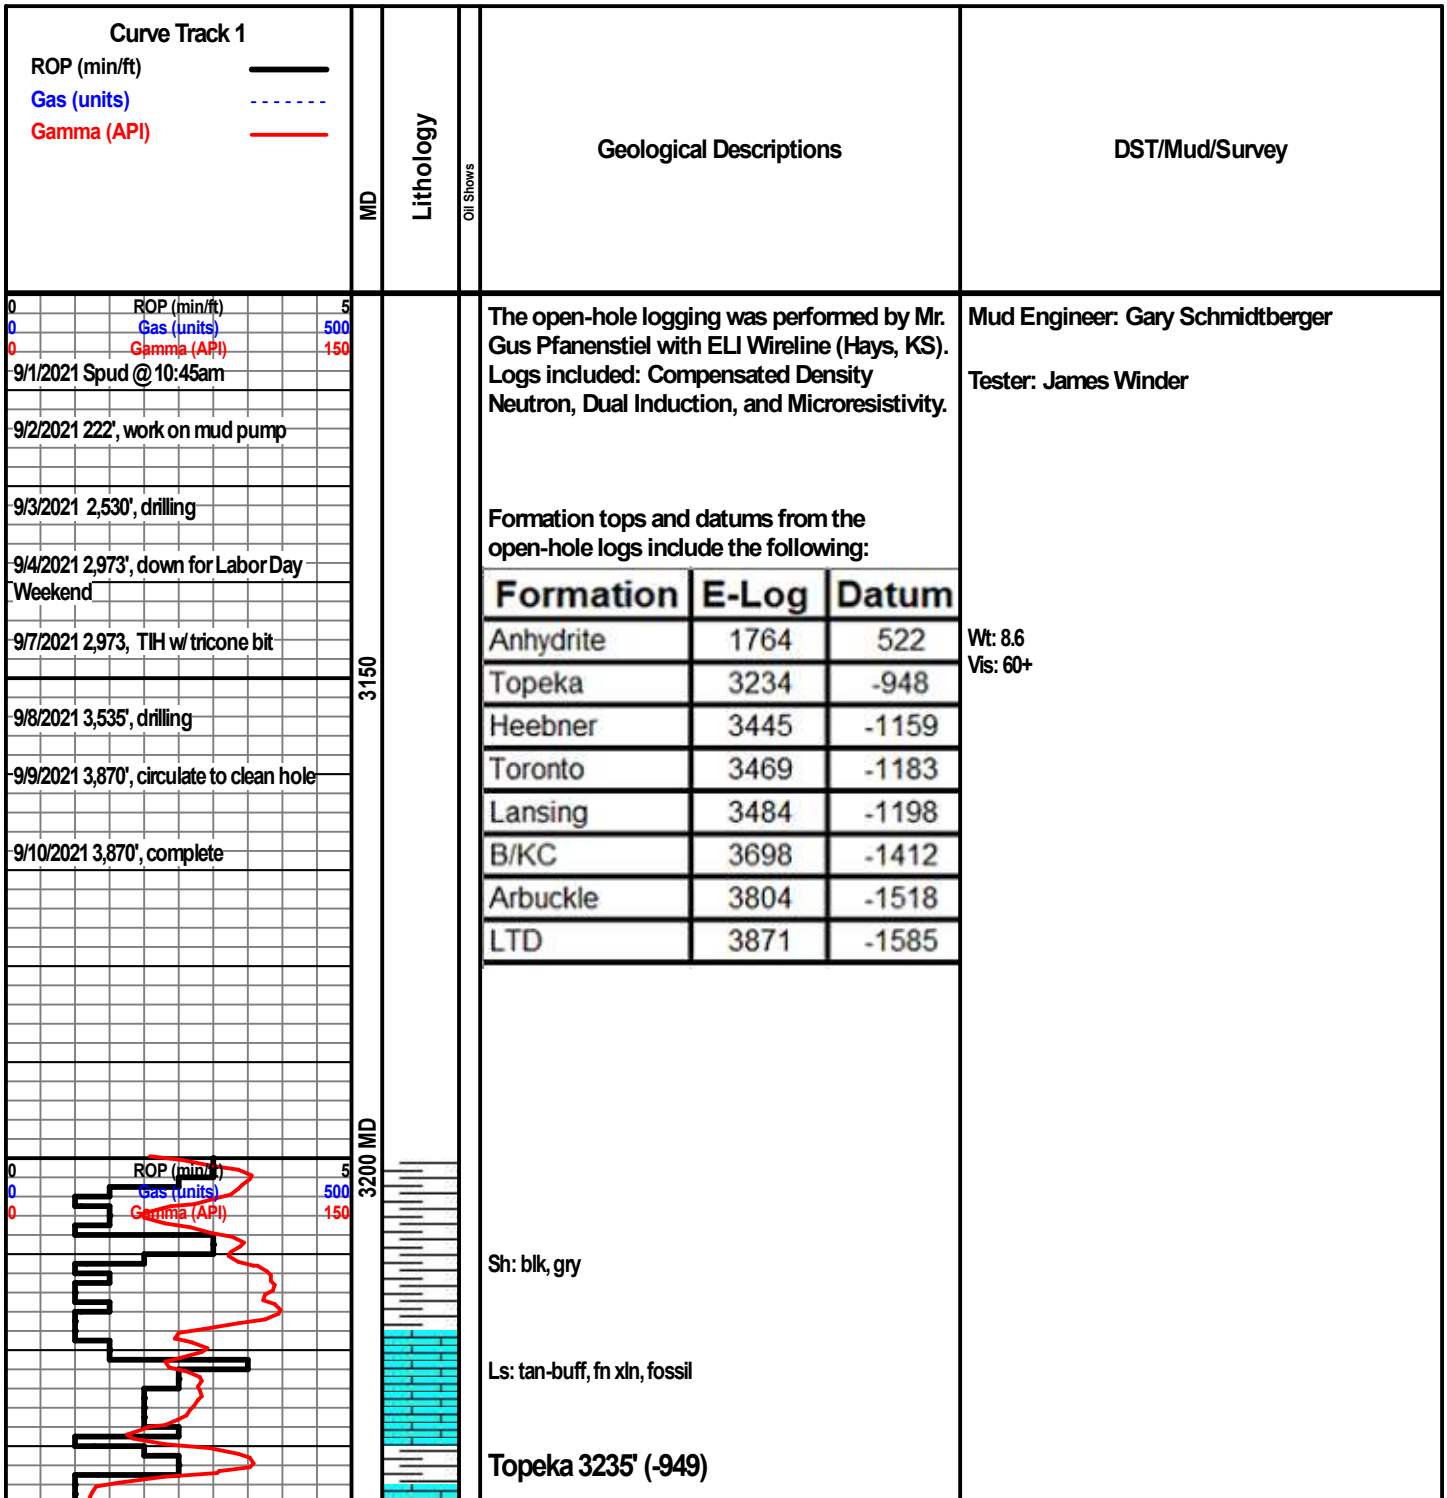 Curve Track 1
ROP (min/ft)
Gas (units)
Gamma (API)
MD
Lithology
Oil Shows
Geological Descriptions
DST/Mud/Survey
0 ROP (min/ft) 5
0 Gas (units) 500
0 Gamma (API) 150
9/1/2021 Spud @ 10:45am
9/2/2021 222', work on mud pump
9/3/2021 2,530', drilling
9/4/2021 2,973', down for Labor Day
Weekend
9/7/2021 2,973, TIH w/ tricone bit
9/8/2021 3,535', drilling
9/9/2021 3,870', circulate to clean hole
9/10/2021 3,870', complete
3150
3200 MD
The open-hole logging was performed by Mr.
Gus Pfanenstiel with ELI Wireline (Hays, KS).
Logs included: Compensated Density
Neutron, Dual Induction, and Microresistivity.
Formation tops and datums from the
open-hole logs include the following:
Formation E-Log Datum
Anhydrite 1764 522
Topeka 3234 -948
Heebner 3445 -1159
Toronto 3469 -1183
Lansing 3484 -1198
B/KC 3698 -1412
Arbuckle 3804 -1518
LTD 3871 -1585
Mud Engineer: Gary Schmidtberger
Tester: James Winder
Wt: 8.6
Vis: 60+
0 ROP (min/ft) 5
0 Gas (units) 500
0 Gamma (API) 150
Sh: blk, gry
Ls: tan-buff, fn xln, fossil
Topeka 3235' (-949)